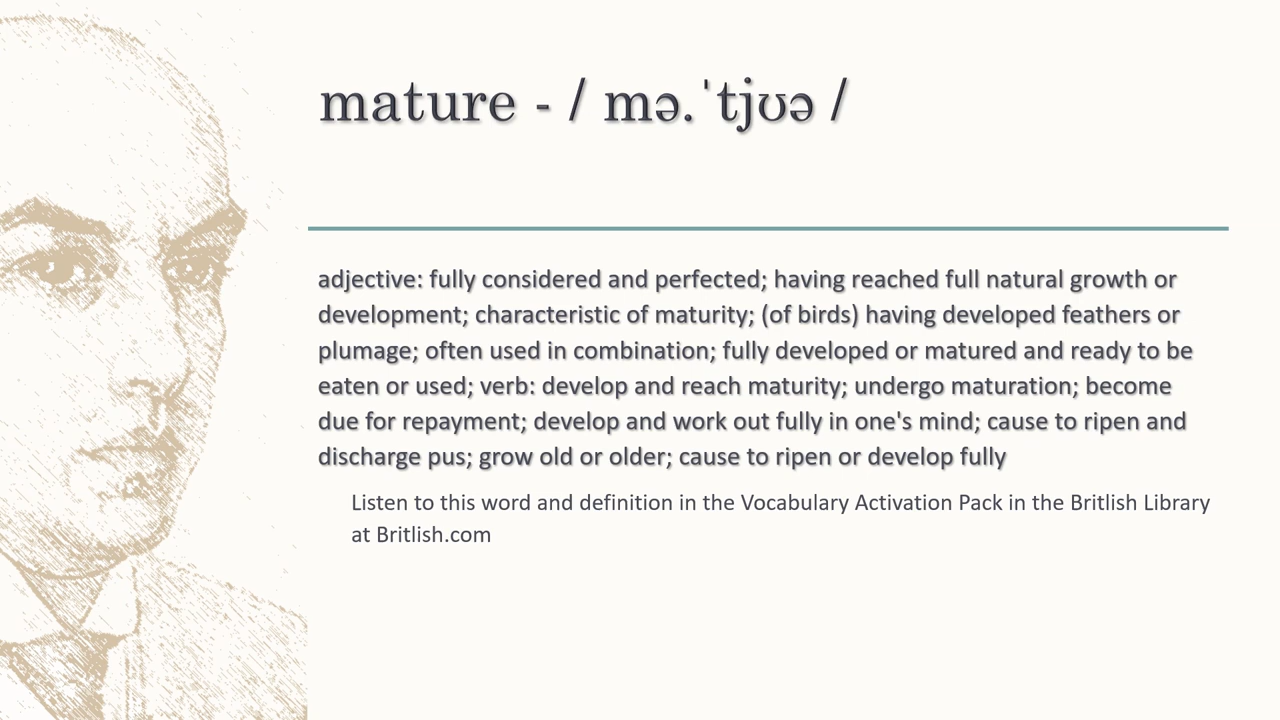 mature - / mə.ˈtjʊə /
adjective: fully considered and perfected; having reached full natural growth or
development; characteristic of maturity; (of birds) having developed feathers or
plumage; often used in combination; fully developed or matured and ready to be
eaten or used; verb: develop and reach maturity; undergo maturation; become
due for repayment; develop and work out fully in one's mind; cause to ripen and
discharge pus; grow old or older; cause to ripen or develop fully
Listen to this word and definition in the Vocabulary Activation Pack in the Britlish Library
at Britlish.com